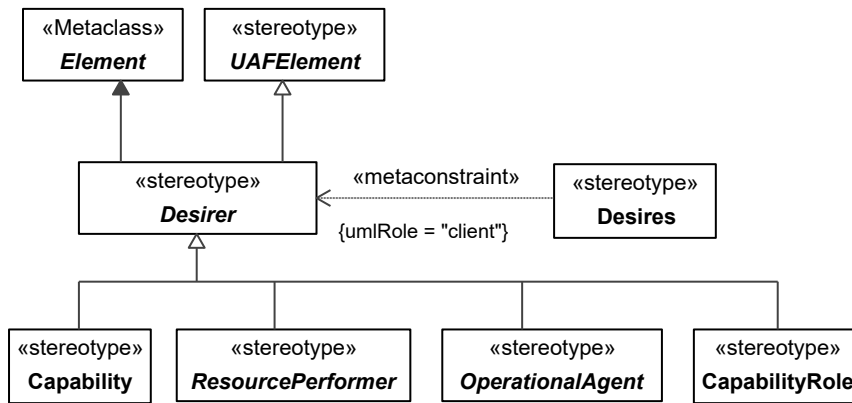 «Metaclass»
Element
«stereotype»
UAFElement
«stereotype»
Desirer
«metaconstraint»
{umlRole = "client"}
«stereotype»
Desires
«stereotype»
Capability
«stereotype»
ResourcePerformer
«stereotype»
OperationalAgent
«stereotype»
CapabilityRole